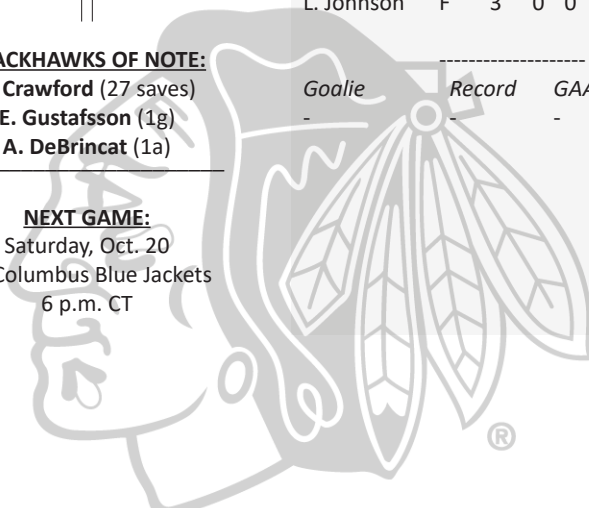 L. Johnson F 3 0 0
ACKHAWKS OF NOTE:
Crawford (27 saves)
E. Gustafsson (1g)
A. DeBrincat (1a)
NEXT GAME:
Saturday, Oct. 20
Columbus Blue Jackets
6 p.m. CT
--------------------
Goalie Record GAA
- - -
®